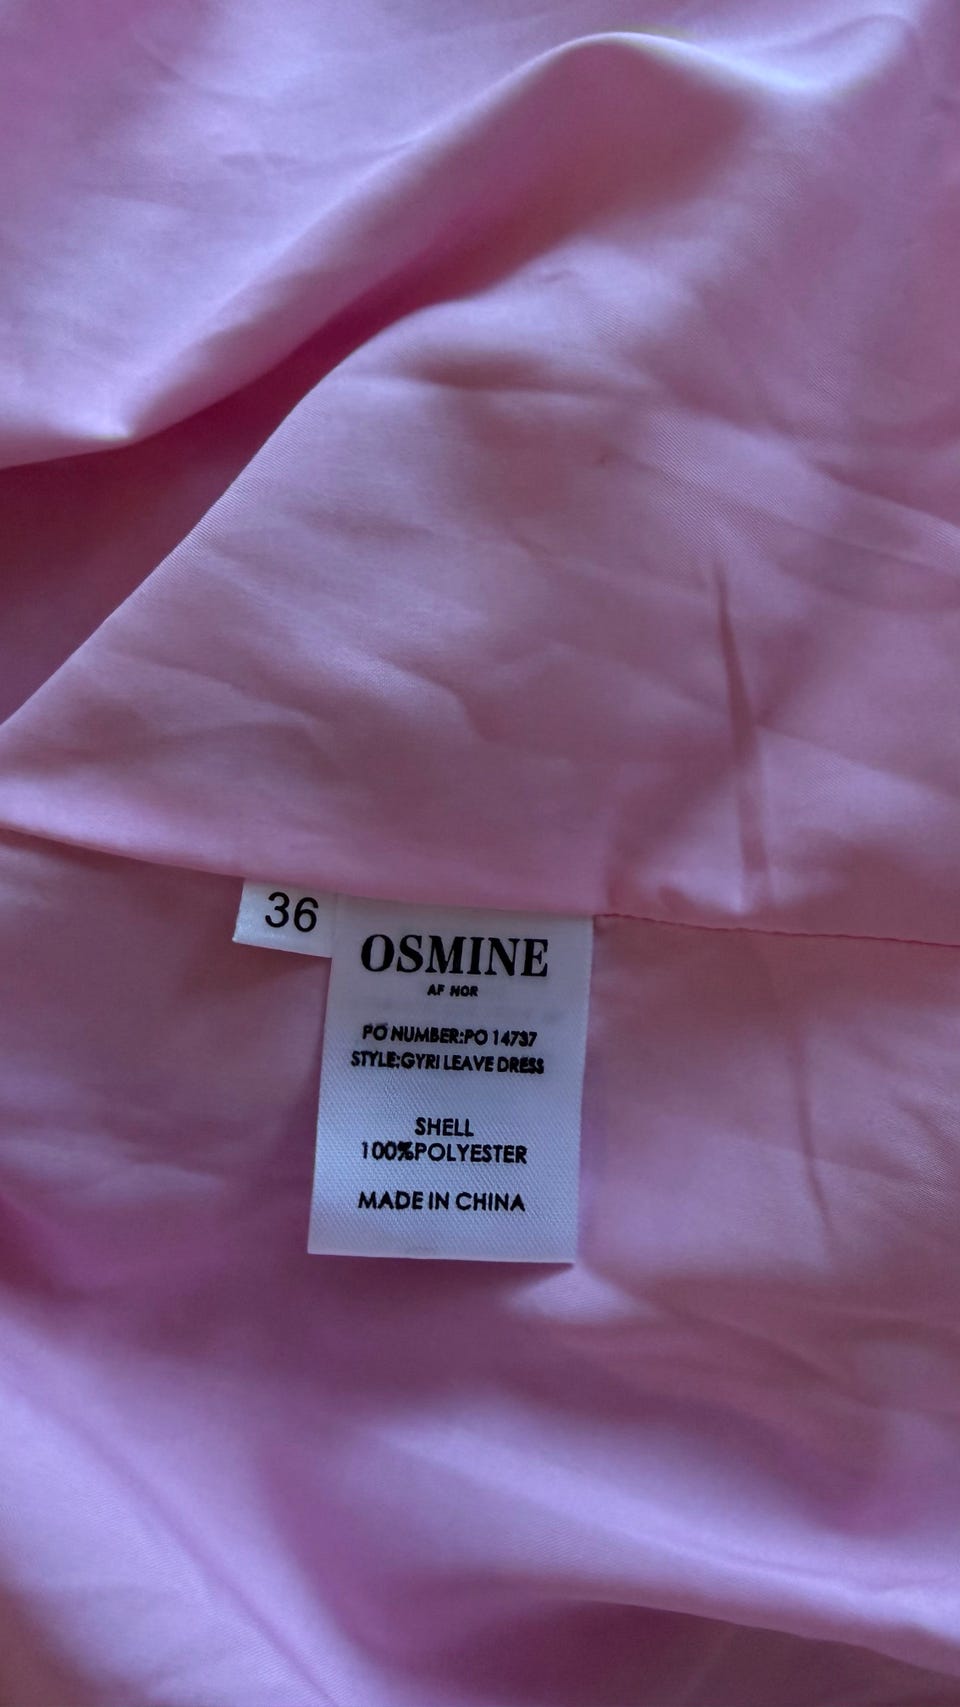 36
OSMINE
AF NOR
PO NUMBER:PO 14737
STYLE:GYRI LEAVE DRESS
SHELL
100%POLYESTER
MADE IN CHINA